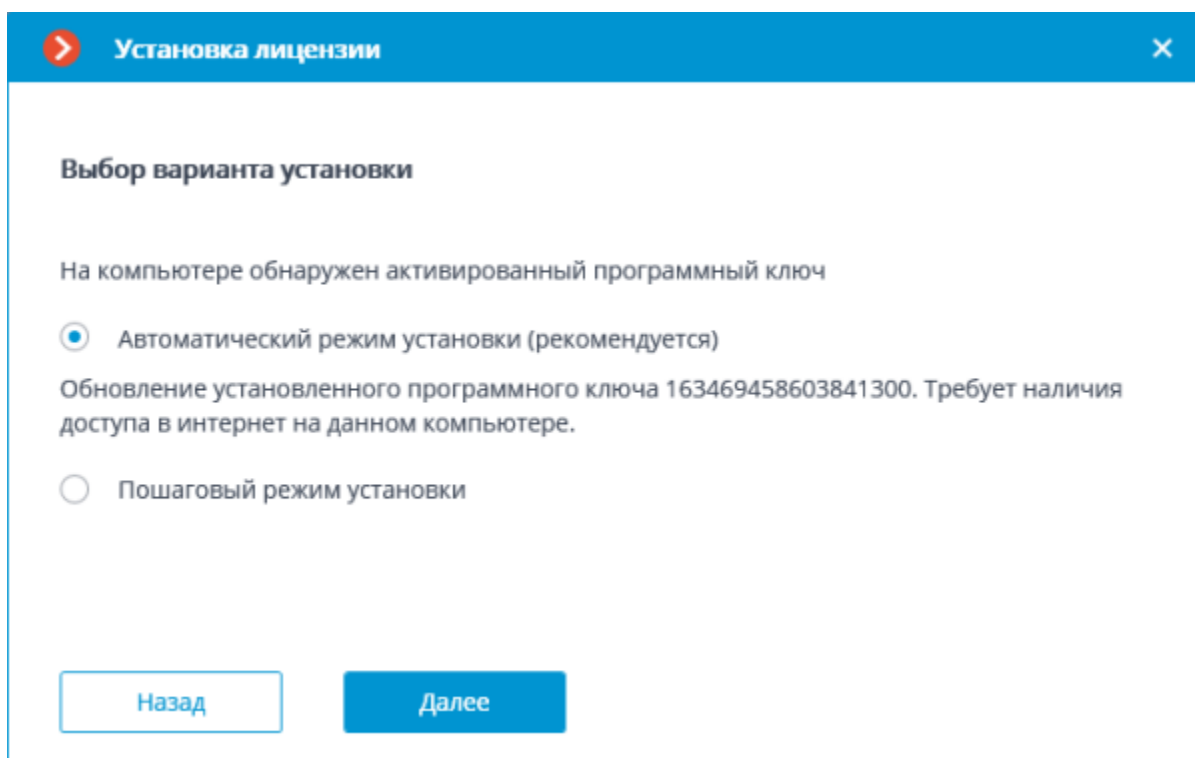 Установка лицензии
Выбор варианта установки
На компьютере обнаружен активированный программный ключ
Автоматический режим установки (рекомендуется)
Обновление установленного программного ключа 163469458603841300. Требует наличия
доступа в интернет на данном компьютере.
Пошаговый режим установки
Назад
Далее